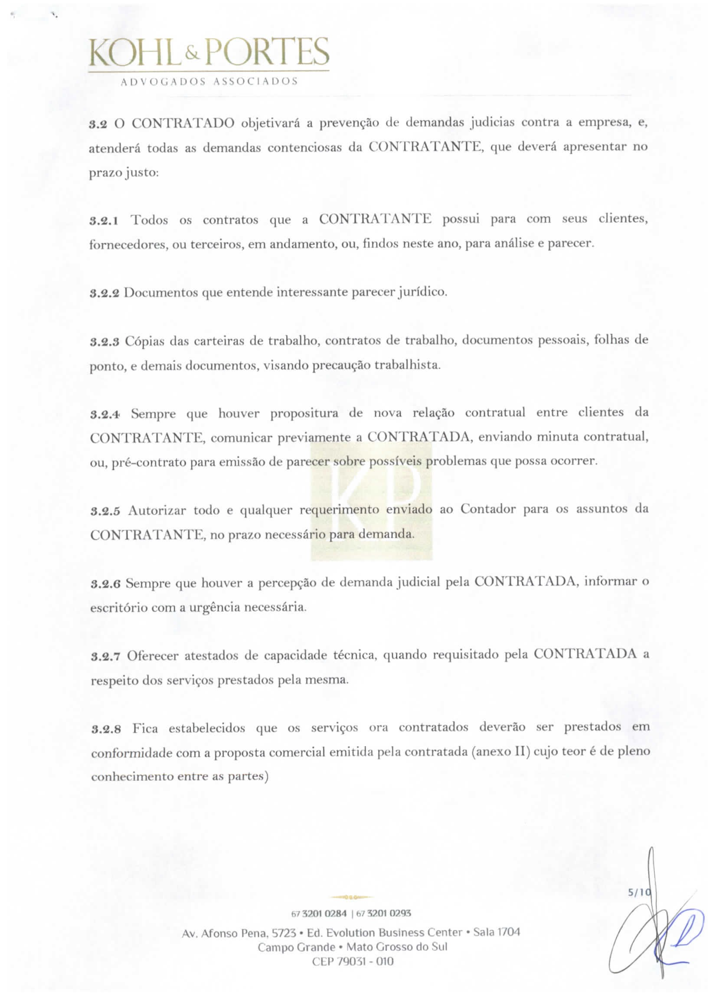 KOHL & PORTES
ADVOGADOS ASSOCIADOS
3.2 O CONTRATADO objetivará a prevenção de demandas judicias contra a empresa, e,
atenderá todas as demandas contenciosas da CONTRATANTE, que deverá apresentar no
prazo justo:
3.2.1 Todos os contratos que a CONTRATANTE possui para com seus clientes,
fornecedores, ou terceiros, em andamento, ou, findos neste ano, para análise e parecer.
3.2.2 Documentos que entende interessante parecer jurídico.
3.2.3 Cópias das carteiras de trabalho, contratos de trabalho, documentos pessoais, folhas de
ponto, e demais documentos, visando precaução trabalhista.
3.2.4 Sempre que houver propositura de nova relação contratual entre clientes da
CONTRATANTE, comunicar previamente a CONTRATADA, enviando minuta contratual,
ou, pré-contrato para emissão de parecer sobre possíveis problemas que possa ocorrer.
KP
3.2.5 Autorizar todo e qualquer requerimento enviado ao Contador para os assuntos da
CONTRATANTE, no prazo necessário para demanda.
3.2.6 Sempre que houver a percepção de demanda judicial pela CONTRATADA, informar o
escritório com a urgência necessária.
3.2.7 Oferecer atestados de capacidade técnica, quando requisitado pela CONTRATADA a
respeito dos serviços prestados pela mesma.
3.2.8 Fica estabelecidos que os serviços ora contratados deverão ser prestados em
conformidade com a proposta comercial emitida pela contratada (anexo II) cujo teor é de pleno
conhecimento entre as partes)
5/10
67 3201 0284 | 67 3201 0293
Av. Afonso Pena, 5723 • Ed. Evolution Business Center • Sala 1704
Campo Grande • Mato Grosso do Sul
CEP 79031 - 010